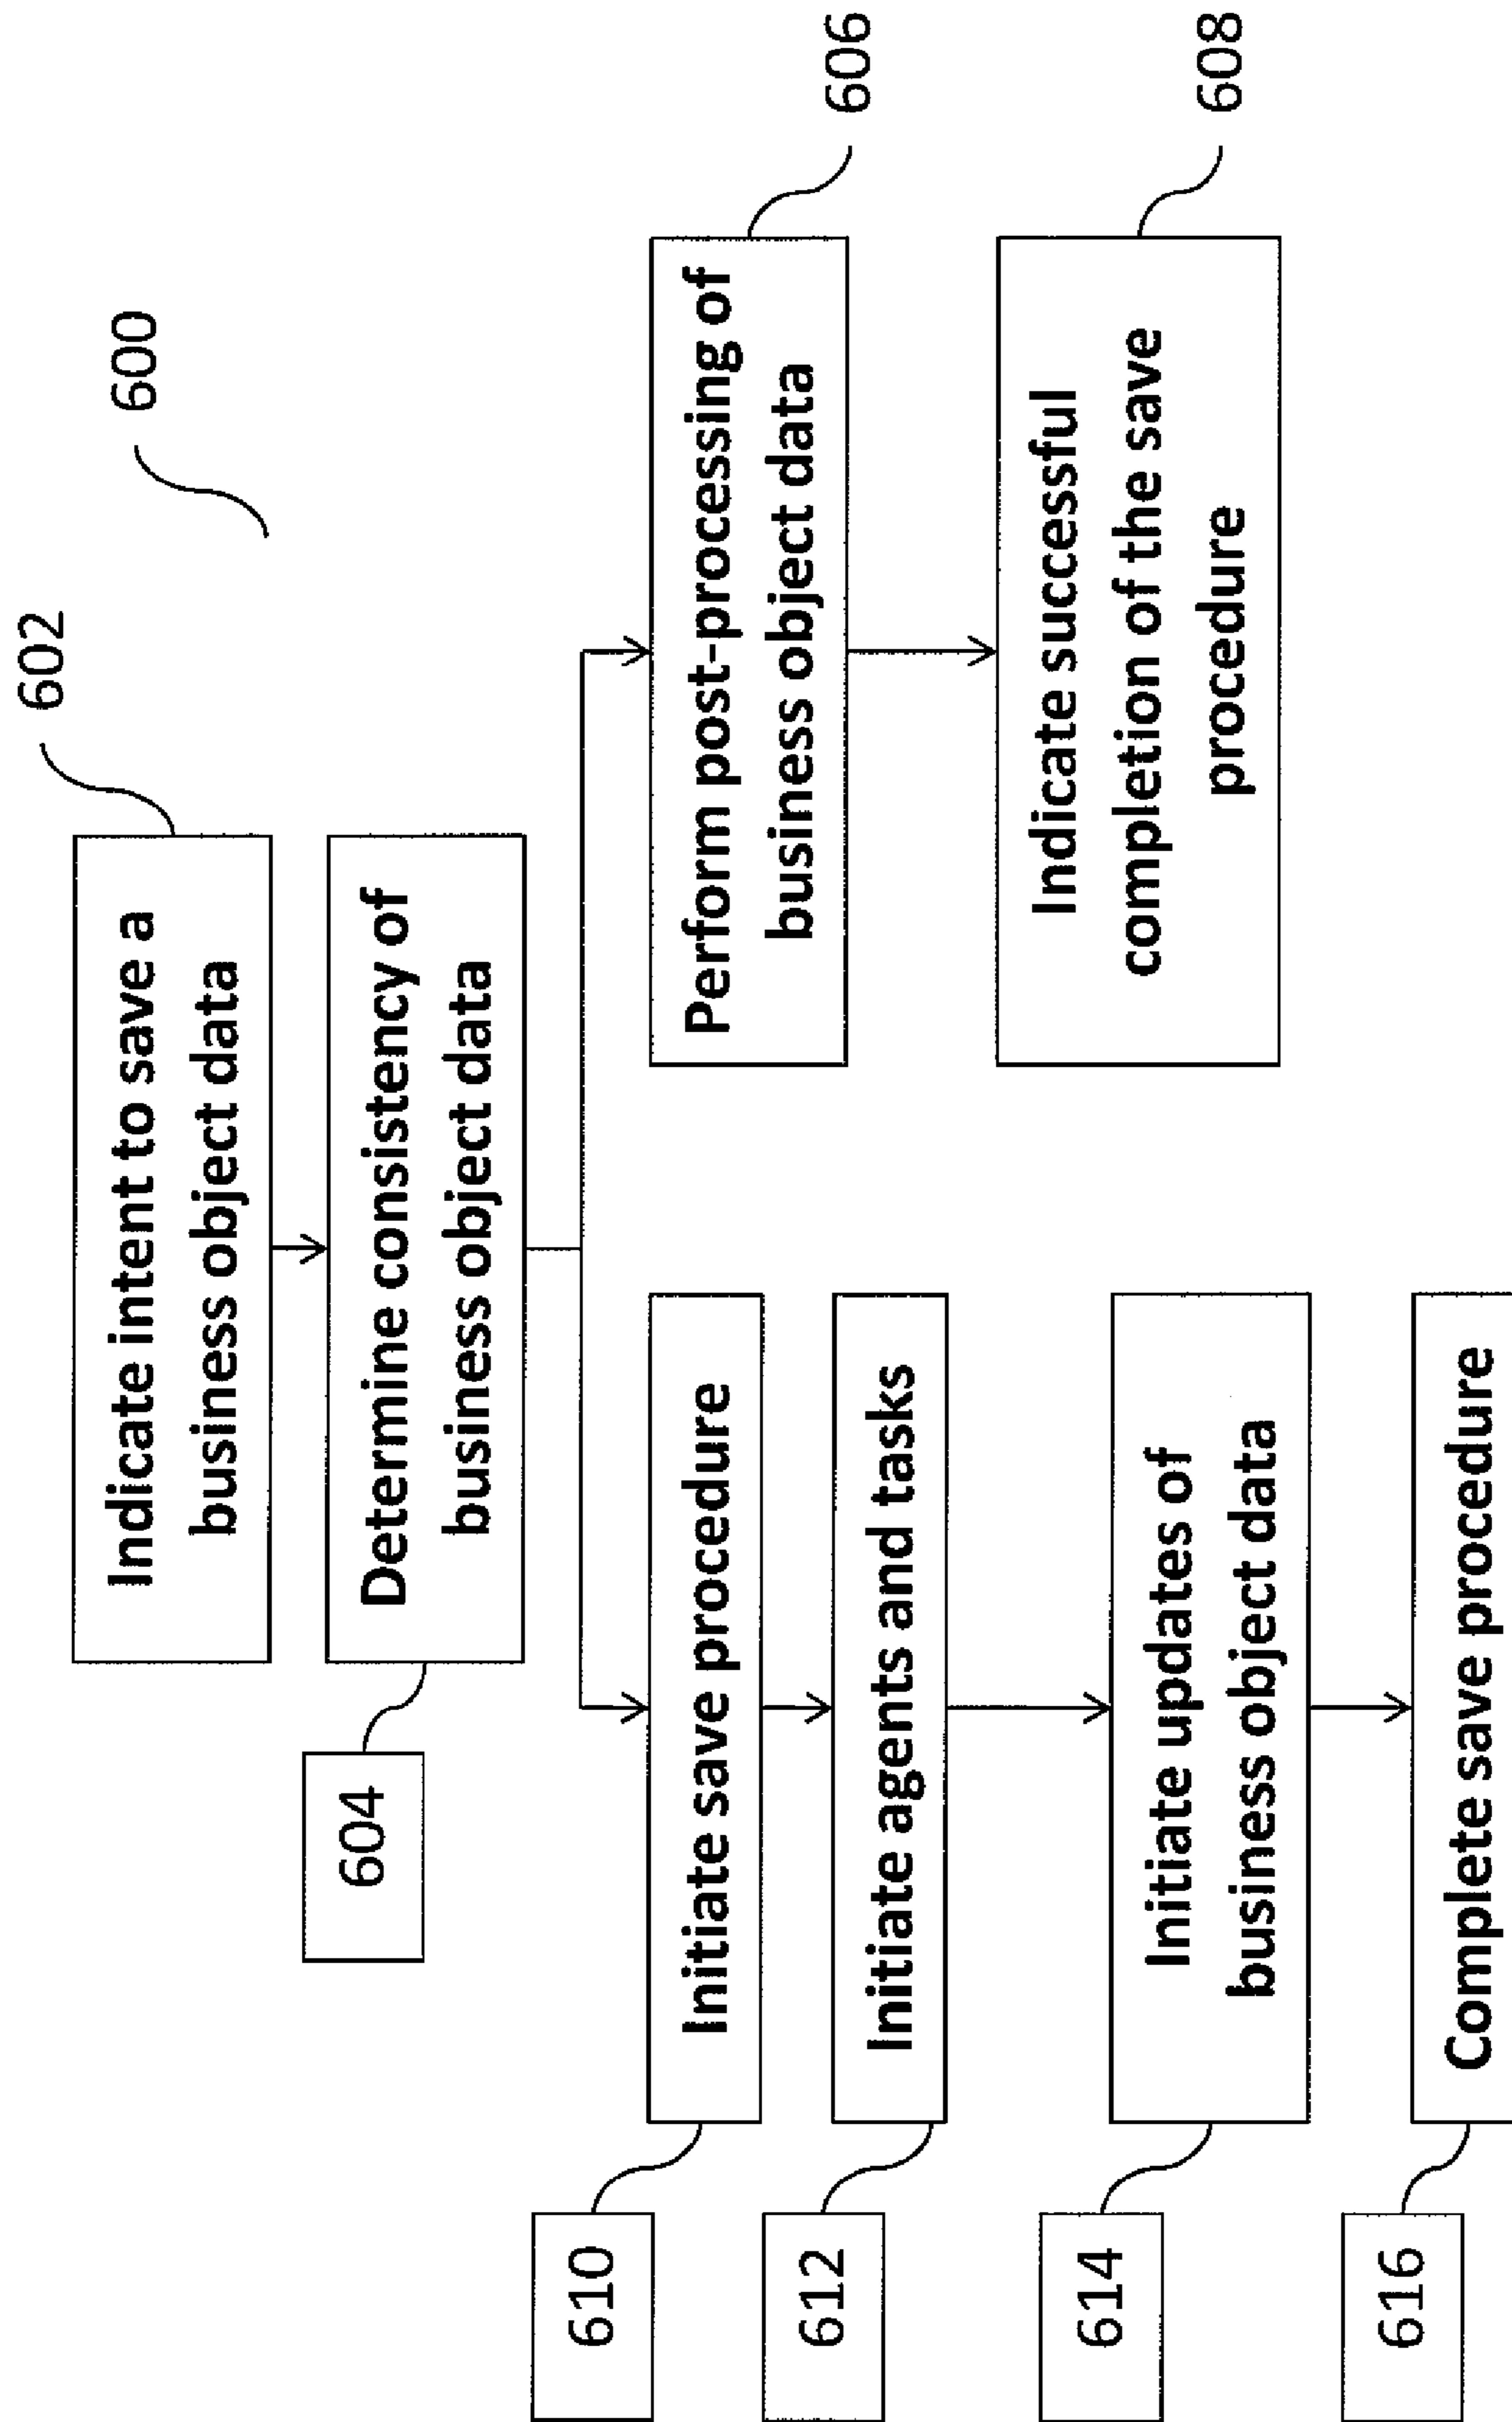 600
602
Indicate intent to save a
business object data
604
Determine consistency of
business object data
610
Initiate save procedure
612
Initiate agents and tasks
614
Initiate updates of
business object data
616
Complete save procedure
Perform post-processing of
business object data
606
Indicate successful
completion of the save
procedure
608